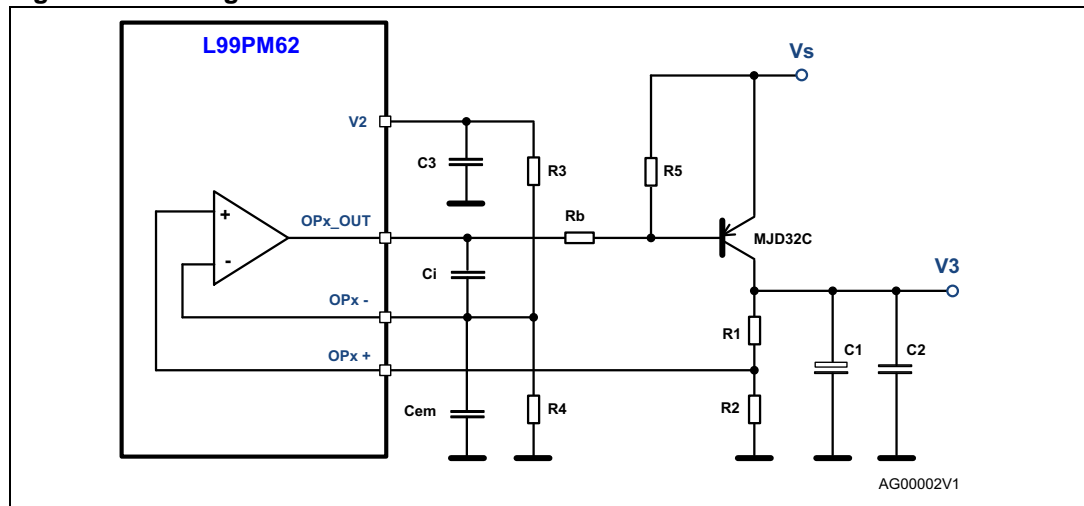 L99PM62
Vs
V2
C3
R3
R5
OPx_OUT
Rb
MJD32C
+
-
Ci
V3
OPx -
R1
C1
C2
OPx +
Cem
R4
R2
AG00002V1